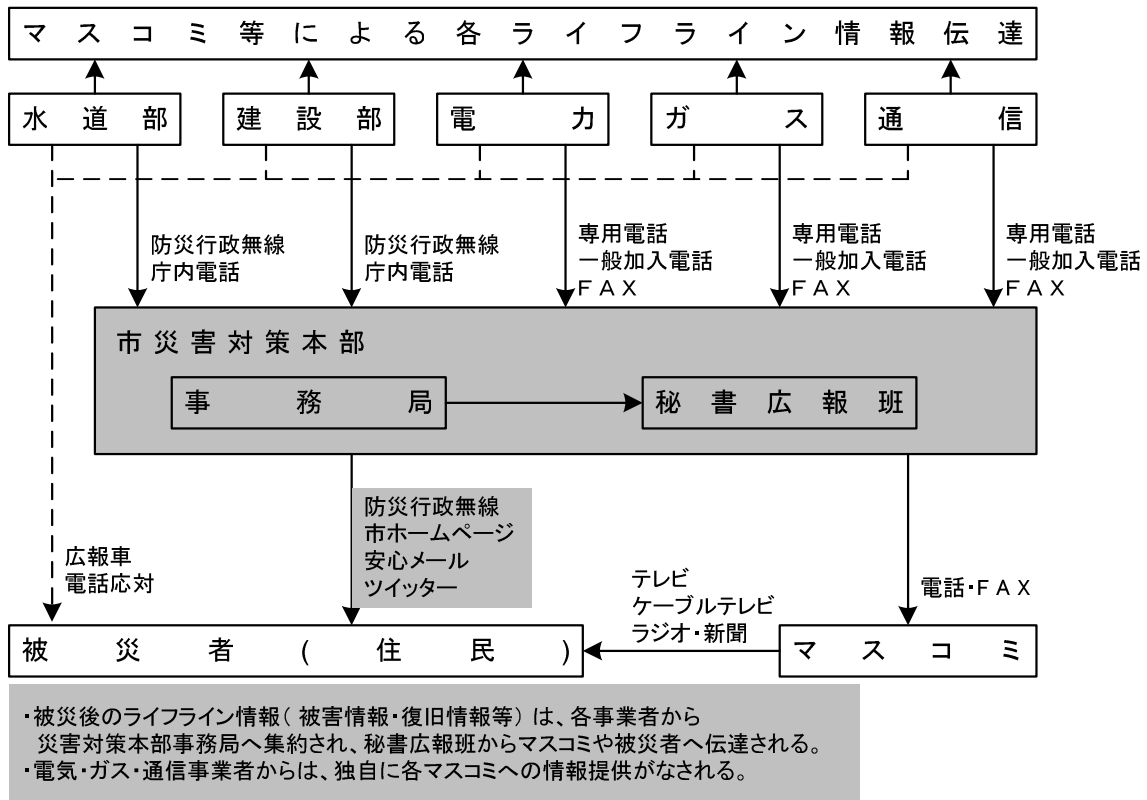 マスコミ等による各ライフライン情報伝達
水道部
建設部
電力
ガス
通信
防災行政無線
庁内電話
防災行政無線
庁内電話
専用電話
一般加入電話
ＦＡＸ
専用電話
一般加入電話
ＦＡＸ
専用電話
一般加入電話
ＦＡＸ
市災害対策本部
事務局
秘書広報班
防災行政無線
市ホームページ
安心メール
ツイッター
広報車
電話応対
テレビ
ケーブルテレビ
ラジオ・新聞
電話・ＦＡＸ
被災者(住民)
マスコミ
・被災後のライフライン情報(被害情報・復旧情報等)は、各事業者から
災害対策本部事務局へ集約され、秘書広報班からマスコミや被災者へ伝達される。
・電気・ガス・通信事業者からは、独自に各マスコミへの情報提供がなされる。